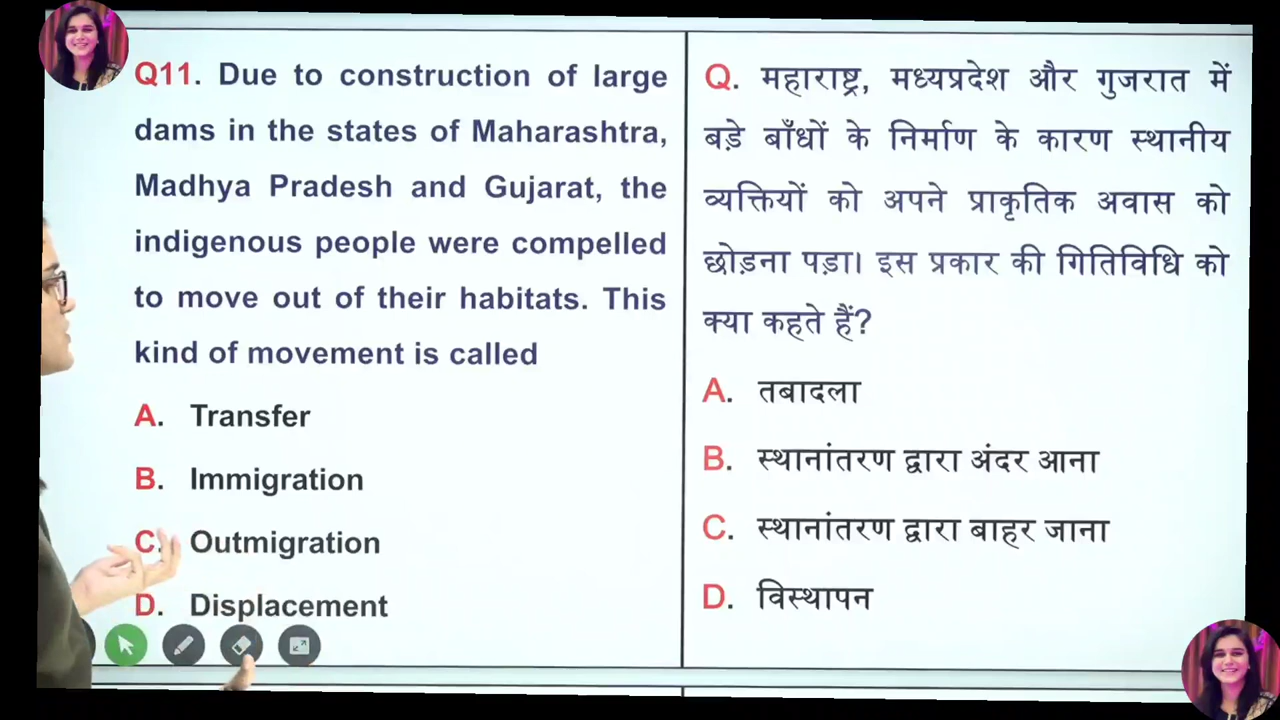 Q11. Due to construction of large
dams in the states of Maharashtra,
Madhya Pradesh and Gujarat, the
indigenous people were compelled
to move out of their habitats. This
kind of movement is called
A. Transfer
B. Immigration
C. Outmigration
D. Displacement
Q. महाराष्ट्र, मध्यप्रदेश और गुजरात में
बड़े बाँधों के निर्माण के कारण स्थानीय
व्यक्तियों को अपने प्राकृतिक अवास को
छोड़ना पड़ा। इस प्रकार की गितिविधि को
क्या कहते हैं?
A. तबादला
B. स्थानांतरण द्वारा अंदर आना
C. स्थानांतरण द्वारा बाहर जाना
D. विस्थापन